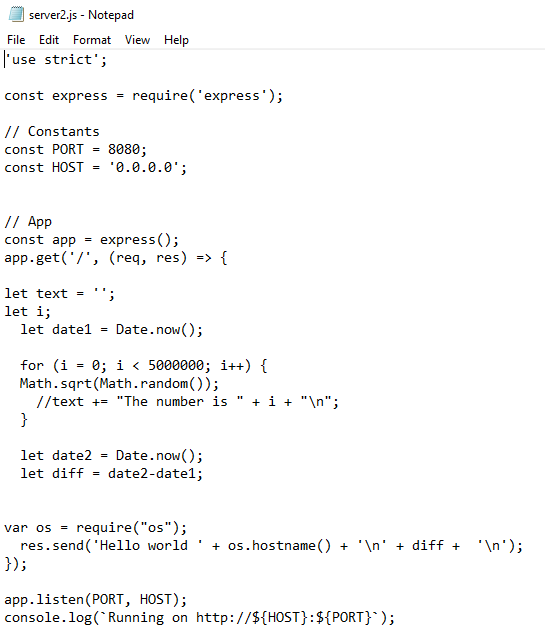 server2.js - Notepad
File Edit Format View Help
'use strict';

const express = require('express');

// Constants
const PORT = 8080;
const HOST = '0.0.0.0';


// App
const app = express();
app.get('/', (req, res) => {

let text = '';
let i;
  let date1 = Date.now();

  for (i = 0; i < 5000000; i++) {
  Math.sqrt(Math.random());
    //text += "The number is " + i + "\n";
  }

  let date2 = Date.now();
  let diff = date2-date1;


var os = require("os");
  res.send('Hello world ' + os.hostname() + '\n' + diff +  '\n');
});

app.listen(PORT, HOST);
console.log(`Running on http://${HOST}:${PORT}`);